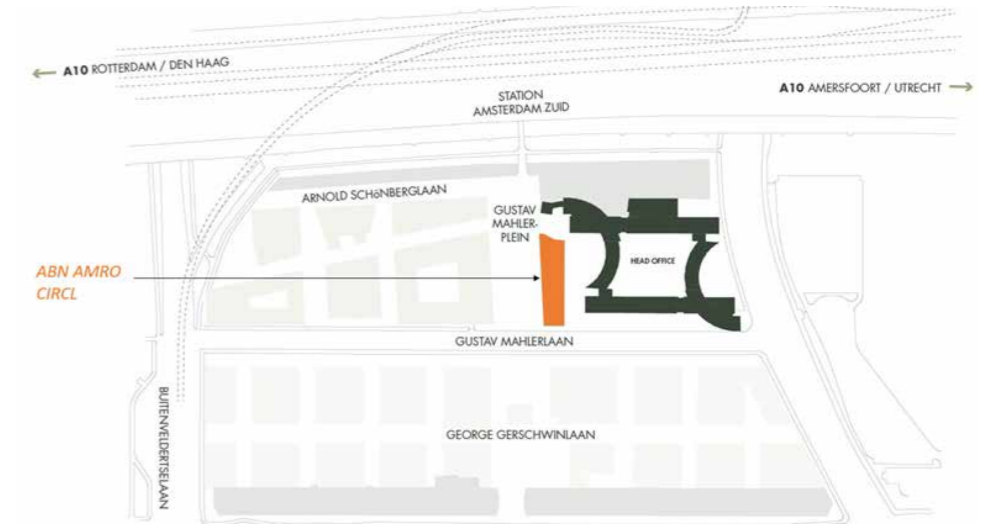 ← A10 ROTTERDAM / DEN HAAG
A10 AMERSFOORT / UTRECHT →
STATION
AMSTERDAM ZUID
ARNOLD SCHöNBERGLAAN
GUSTAV
MAHLER-
PLEIN
HEAD OFFICE
ABN AMRO
CIRCL
GUSTAV MAHLERLAAN
BUITENVELDERTSELAAN
GEORGE GERSCHWINLAAN